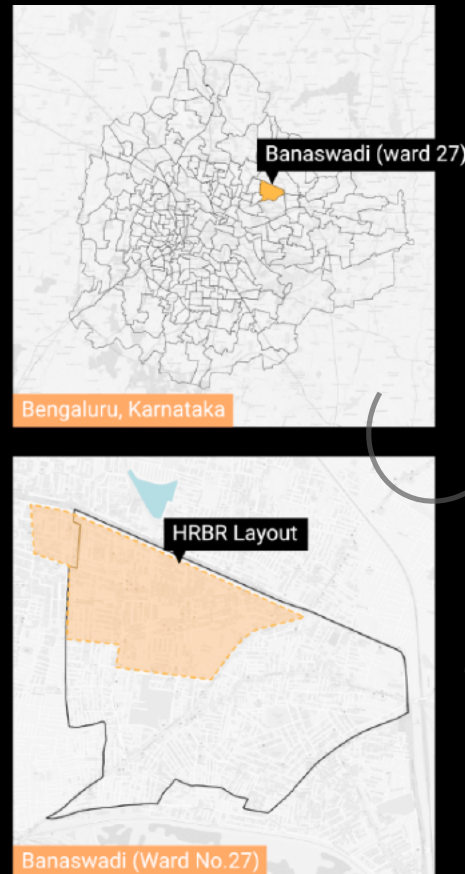 Banaswadi (ward 27)
Bengaluru, Karnataka
HRBR Layout
Banaswadi (Ward No.27)